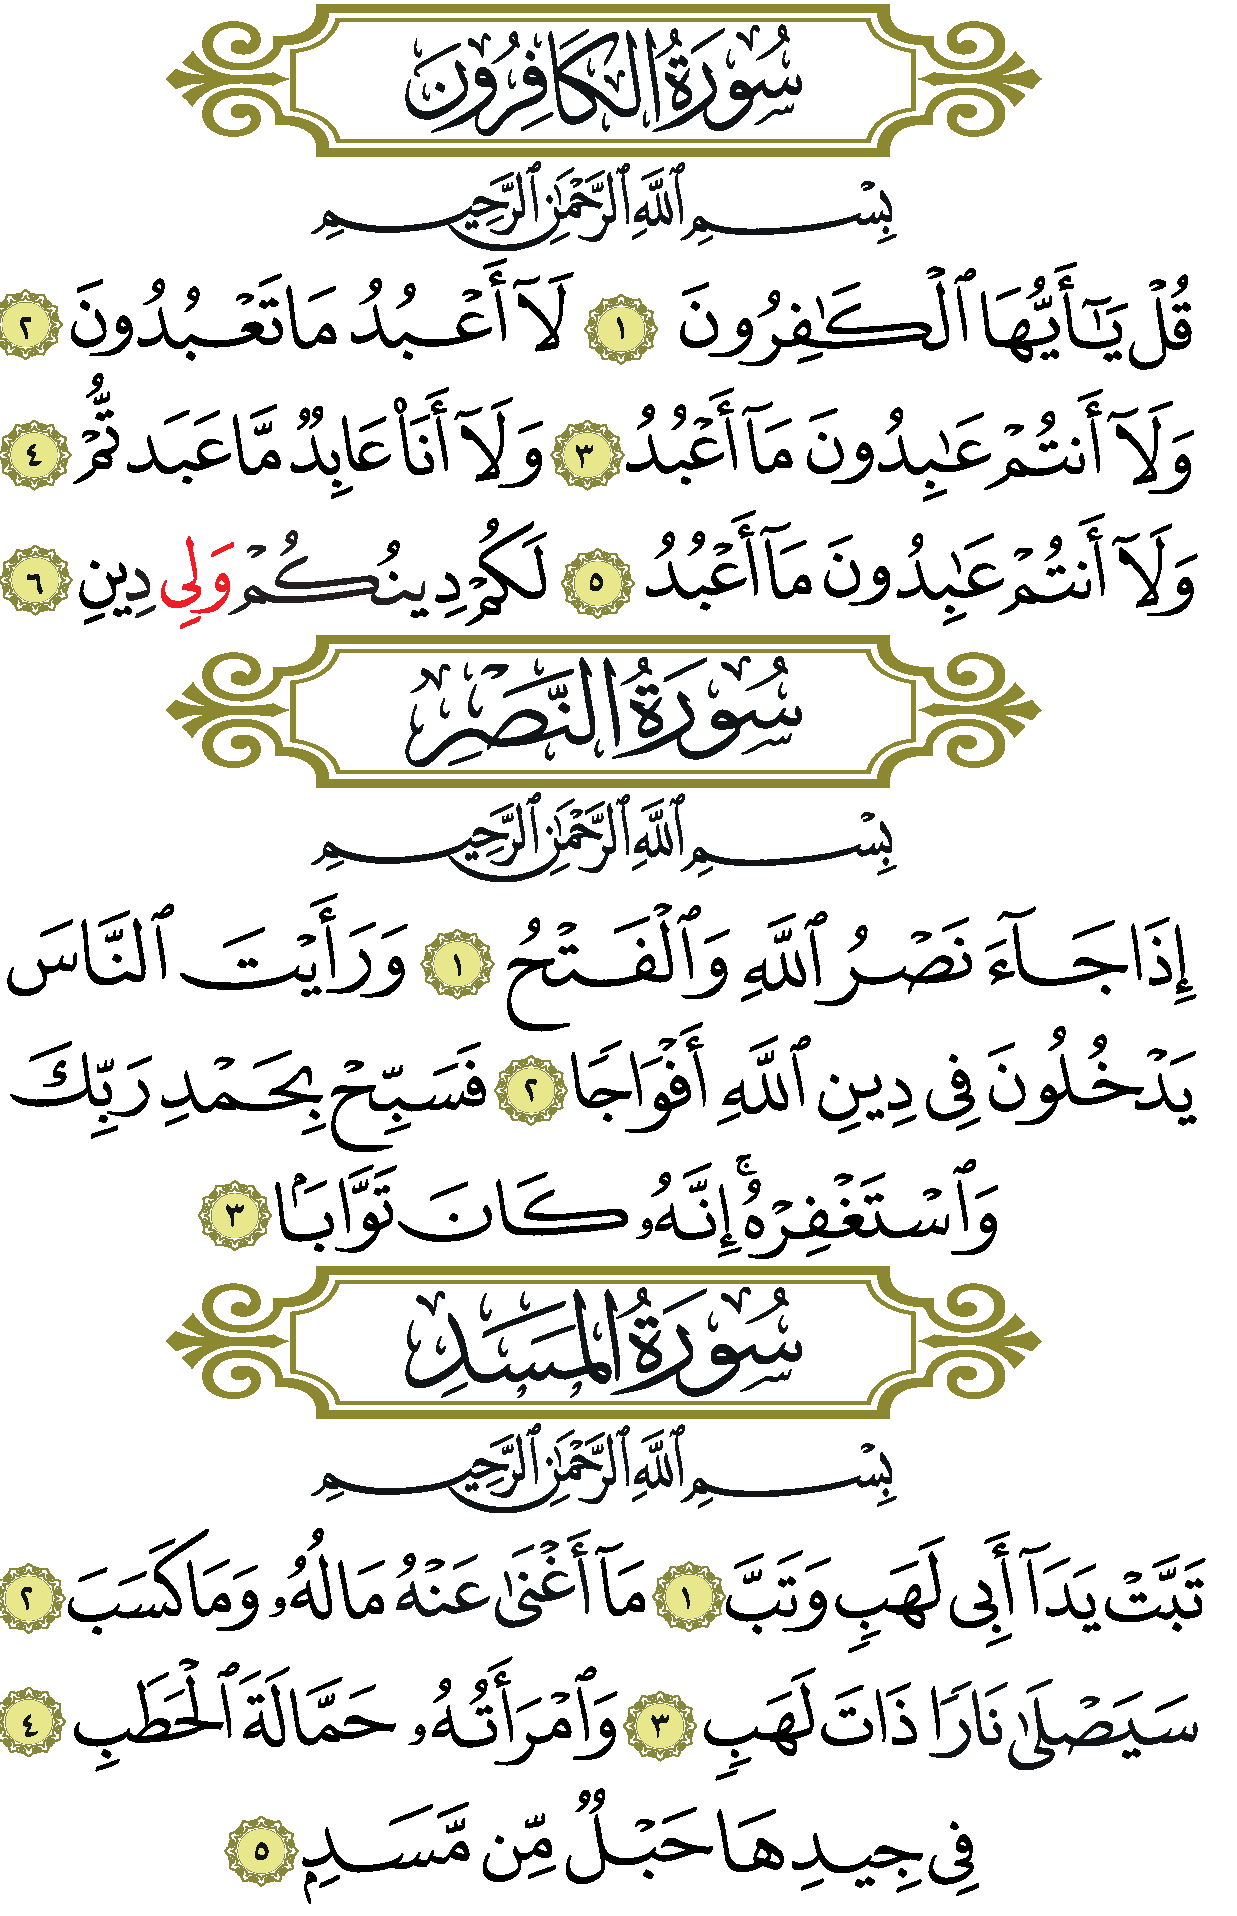 سُورَةُ الكَافِرُونَ
بِسْمِ ٱللَّهِ ٱلرَّحْمَٰنِ ٱلرَّحِيمِ
قُلْ يَٰٓأَيُّهَا ٱلْكَٰفِرُونَ ١ لَآ أَعْبُدُ مَا تَعْبُدُونَ ٢
وَلَآ أَنتُمْ عَٰبِدُونَ مَآ أَعْبُدُ ٣ وَلَآ أَنَا۠ عَابِدٌ مَّا عَبَدتُّمْ ٤
وَلَآ أَنتُمْ عَٰبِدُونَ مَآ أَعْبُدُ ٥ لَكُمْ دِينُكُمْ وَلِي دِينِ ٦
سُورَةُ النَّصْرِ
بِسْمِ ٱللَّهِ ٱلرَّحْمَٰنِ ٱلرَّحِيمِ
إِذَا جَآءَ نَصْرُ ٱللَّهِ وَٱلْفَتْحُ ١ وَرَأَيْتَ ٱلنَّاسَ
يَدْخُلُونَ فِي دِينِ ٱللَّهِ أَفْوَاجًا ٢ فَسَبِّحْ بِحَمْدِ رَبِّكَ
وَٱسْتَغْفِرْهُ ۚ إِنَّهُۥ كَانَ تَوَّابَۢا ٣
سُورَةُ المَسَدِ
بِسْمِ ٱللَّهِ ٱلرَّحْمَٰنِ ٱلرَّحِيمِ
تَبَّتْ يَدَآ أَبِي لَهَبٍ وَتَبَّ ١ مَآ أَغْنَىٰ عَنْهُ مَالُهُۥ وَمَا كَسَبَ ٢
سَيَصْلَىٰ نَارًا ذَاتَ لَهَبٍ ٣ وَٱمْرَأَتُهُۥ حَمَّالَةَ ٱلْحَطَبِ ٤
فِي جِيدِهَا حَبْلٌ مِّن مَّسَدِۭ ٥